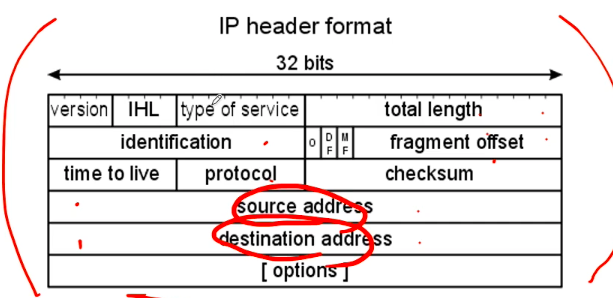 IP header format
32 bits
version IHL type of service total length
identification o DF MF fragment offset
time to live protocol checksum
source address
destination address
[ options ]